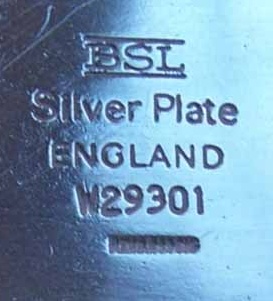 BSL
Silver Plate
ENGLAND
W29301